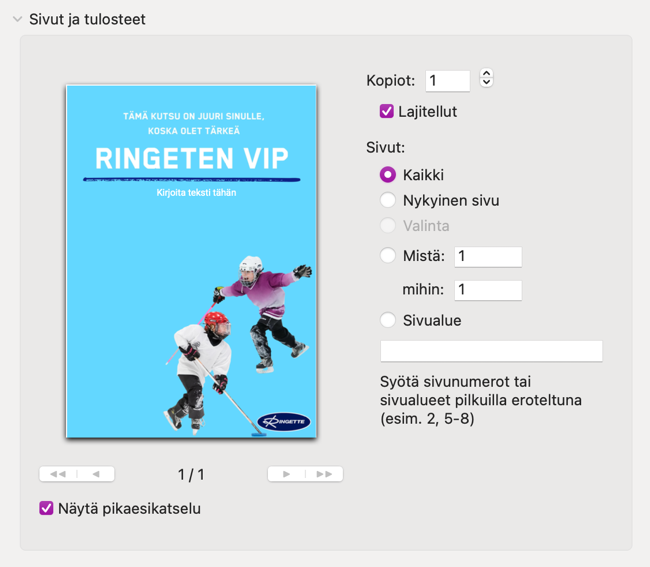 Sivut ja tulosteet
TÄMÄ KUTSU ON JUURI SINULLE,
KOSKA OLET TÄRKEÄ
RINGETEN VIP
Kirjoita teksti tähän
RINGETTE
1 / 1
Näytä pikaesikatselu
Kopiot: 1
Lajitellut
Sivut:
Kaikki
Nykyinen sivu
Valinta
Mistä: 1
mihin: 1
Sivualue
Syötä sivunumerot tai
sivualueet pilkuilla eroteltuna
(esim. 2, 5-8)